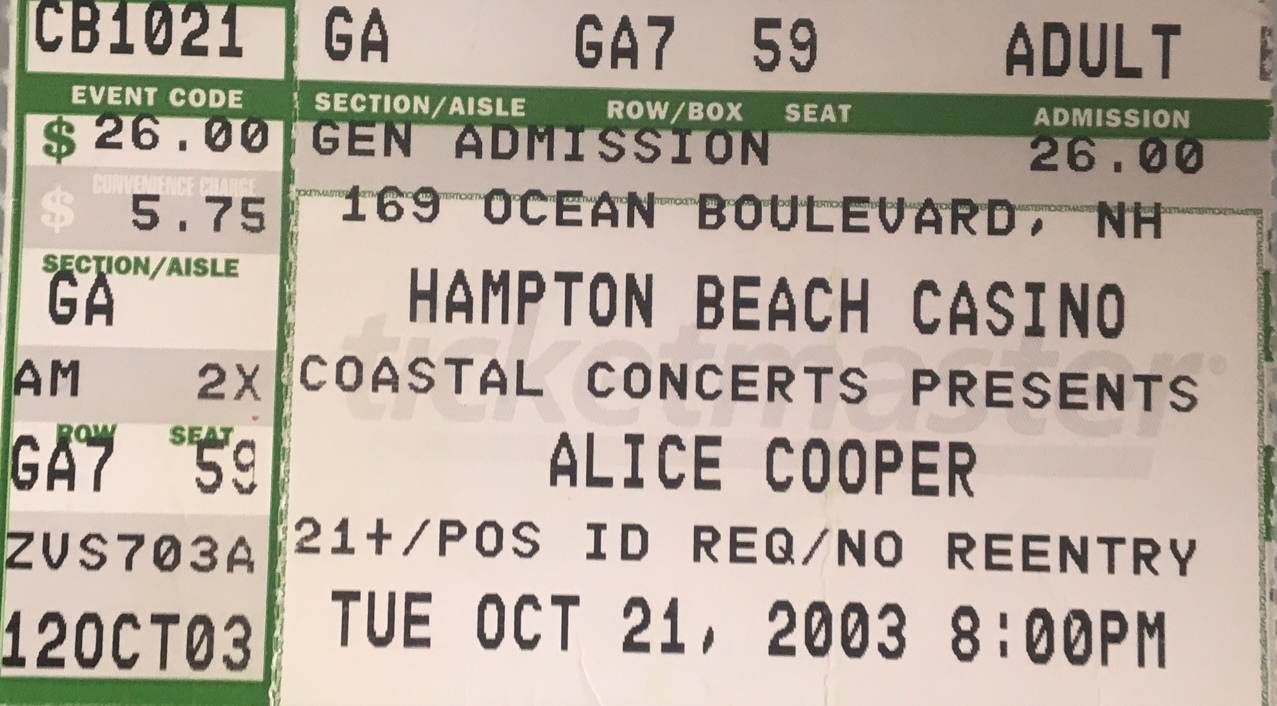 CB1021 GA GA7 59 ADULT
EVENT CODE SECTION/AISLE ROW/BOX SEAT ADMISSION
$ 26.00 GEN ADMISSION 26.00
CONVENIENCE CHARGE
$ 5.75 169 OCEAN BOULEVARD, NH
SECTION/AISLE
GA HAMPTON BEACH CASINO
ticketmaster
AM 2X COASTAL CONCERTS PRESENTS
ROW SEAT
GA7 59 ALICE COOPER
ZVS703A 21+/POS ID REQ/NO REENTRY
12OCT03 TUE OCT 21, 2003 8:00PM